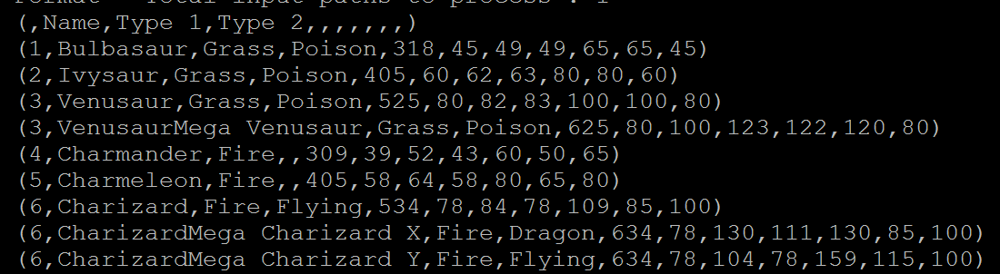 Format - Total input paths to process : 1
(,Name,Type 1,Type 2,,,,,,,)
(1,Bulbasaur,Grass,Poison,318,45,49,49,65,65,45)
(2,Ivysaur,Grass,Poison,405,60,62,63,80,80,60)
(3,Venusaur,Grass,Poison,525,80,82,83,100,100,80)
(3,VenusaurMega Venusaur,Grass,Poison,625,80,100,123,122,120,80)
(4,Charmander,Fire,,309,39,52,43,60,50,65)
(5,Charmeleon,Fire,,405,58,64,58,80,65,80)
(6,Charizard,Fire,Flying,534,78,84,78,109,85,100)
(6,CharizardMega Charizard X,Fire,Dragon,634,78,130,111,130,85,100)
(6,CharizardMega Charizard Y,Fire,Flying,634,78,104,78,159,115,100)